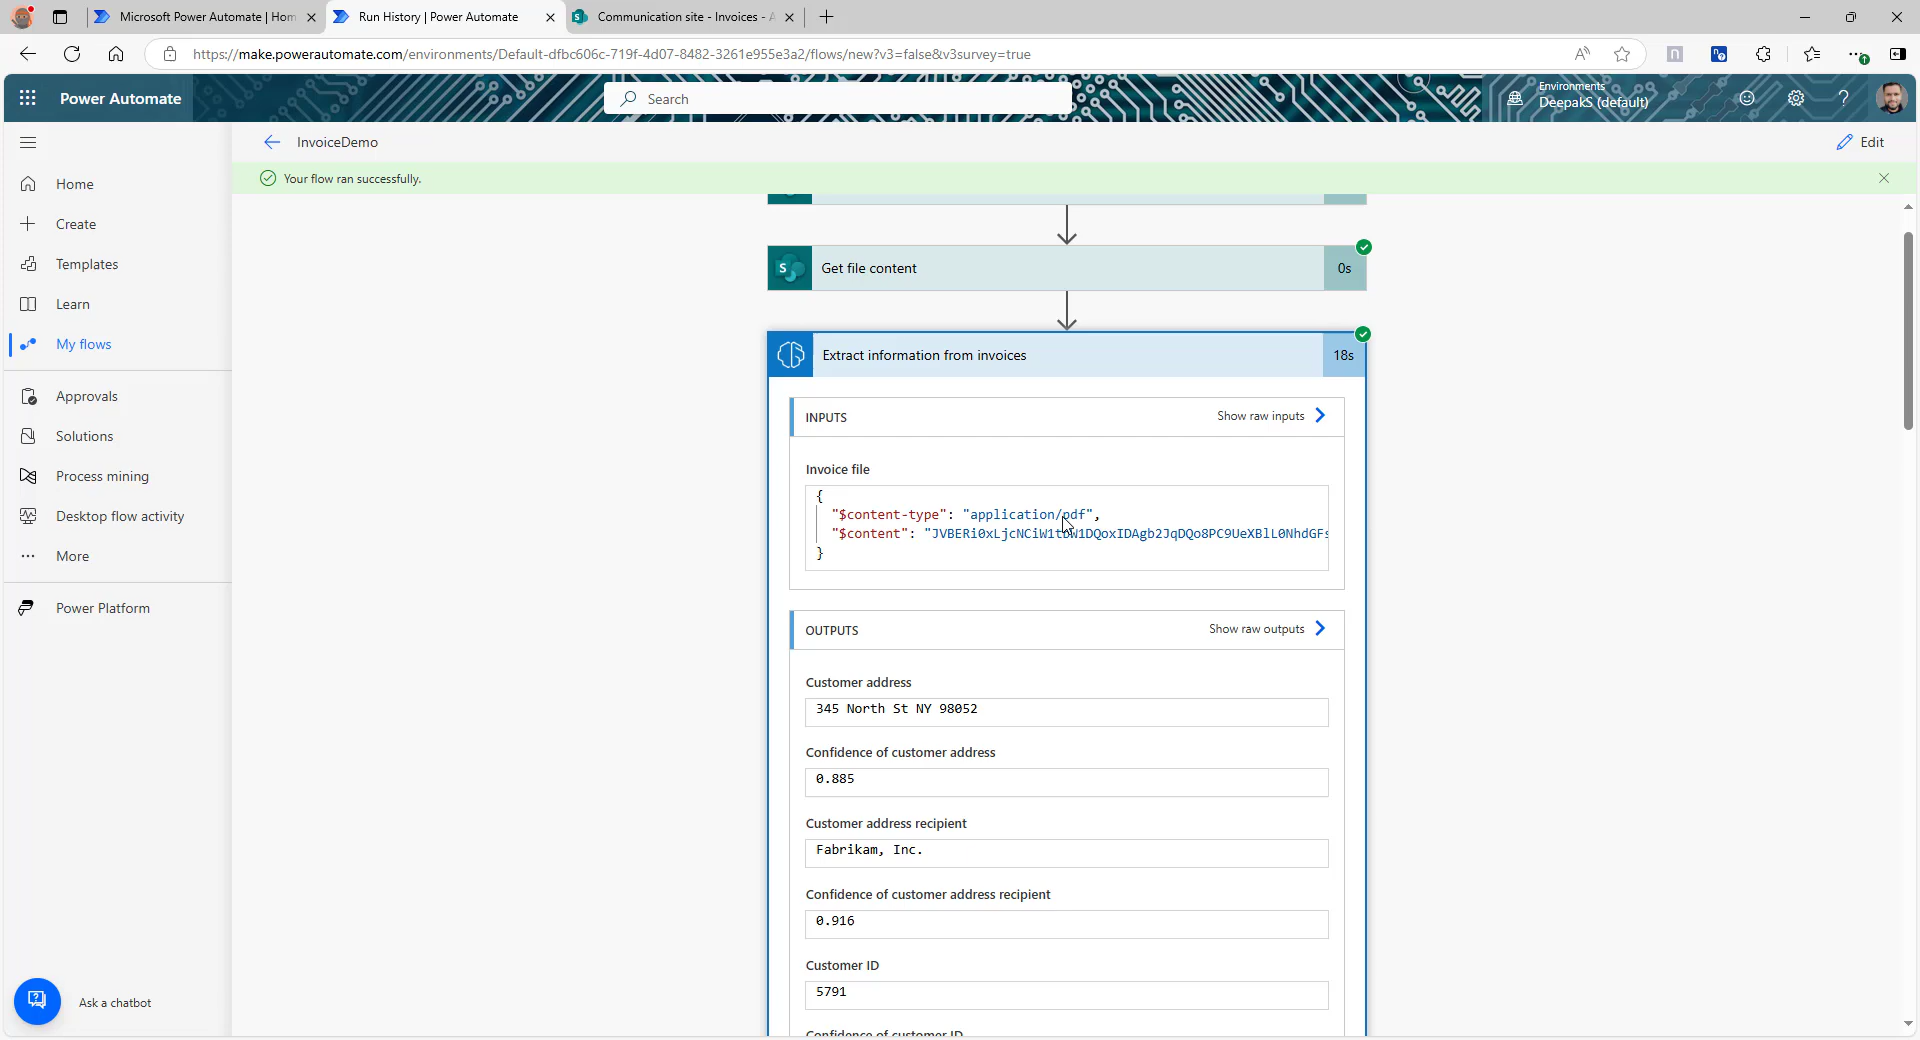 Microsoft Power Automate | Hom
Run History | Power Automate
Communication site - Invoices - A
https://make.powerautomate.com/environments/Default-dfbc606c-719f-4d07-8482-3261e955e3a2/flows/new?v3=false&v3survey=true
Power Automate
Search
Environments
DeepakS (default)
InvoiceDemo
Edit
Your flow ran successfully.
Home
Create
Templates
Learn
My flows
Approvals
Solutions
Process mining
Desktop flow activity
More
Power Platform
Ask a chatbot
Get file content
0s
Extract information from invoices
18s
INPUTS
Show raw inputs
Invoice file
{
"$content-type": "application/pdf",
"$content":
}
OUTPUTS
Show raw outputs
Customer address
345 North St NY 98052
Confidence of customer address
0.885
Customer address recipient
Fabrikam, Inc.
Confidence of customer address recipient
0.916
Customer ID
5791
Confidence of customer ID